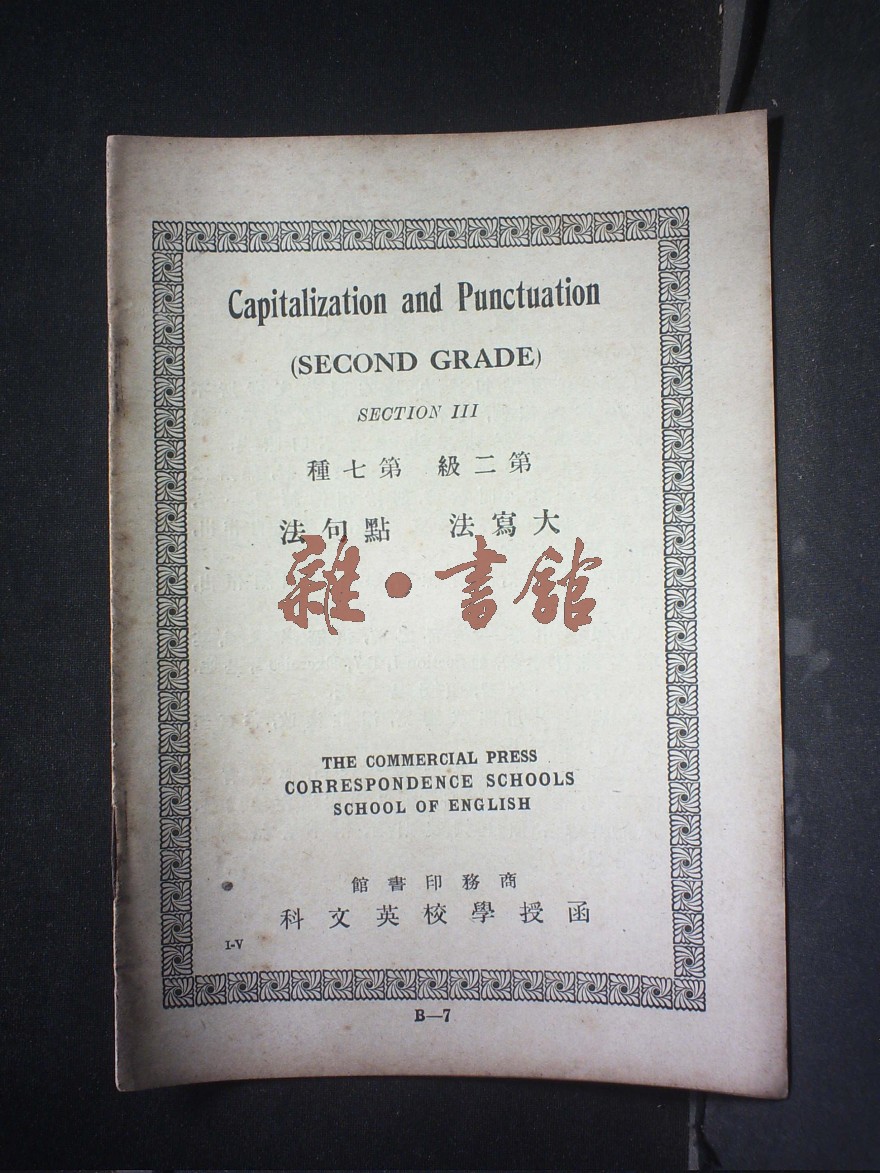 Capitalization and Punctuation
(SECOND GRADE)
SECTION III
第二級 第七種
大寫法 點句法
雜·書館
THE COMMERCIAL PRESS
CORRESPONDENCE SCHOOLS
SCHOOL OF ENGLISH
商務印書館
函授學校英文科
I-V
B—7